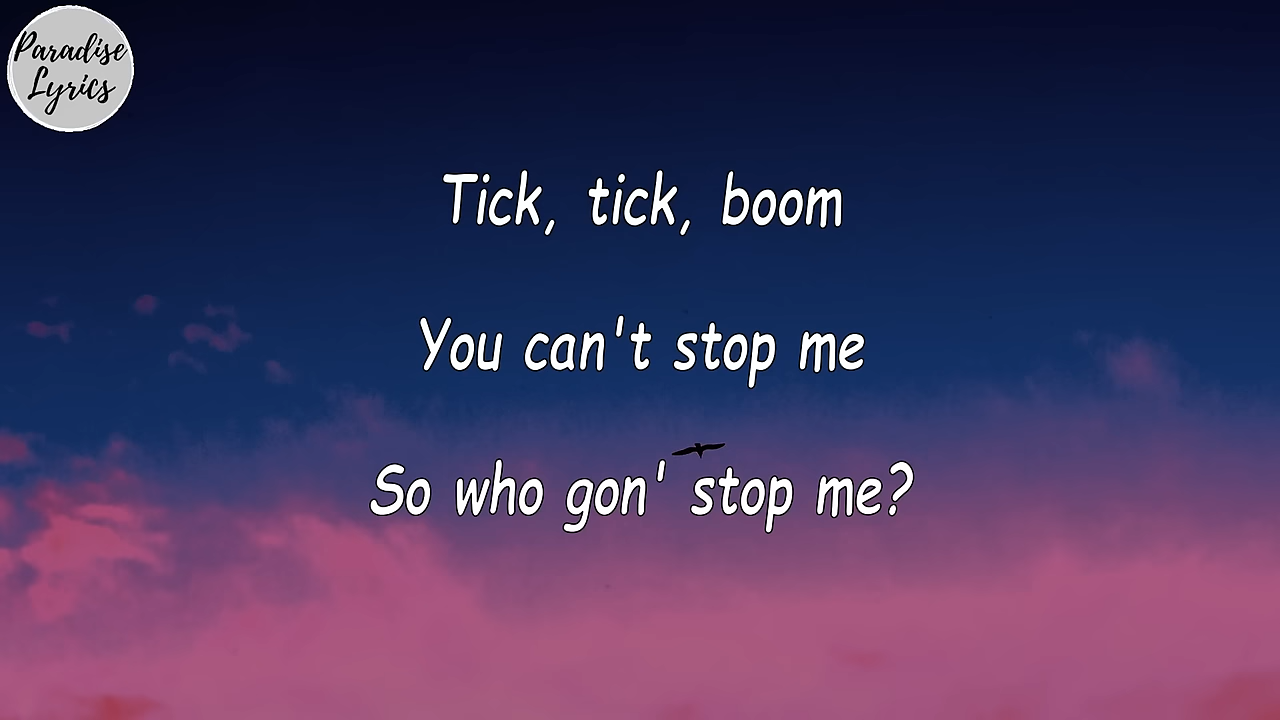 Paradise
Lyrics
Tick, tick, boom
You can't stop me
So who gon' stop me?